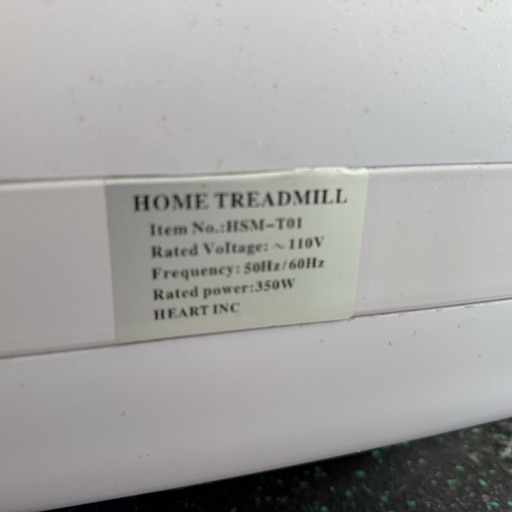 HOME TREADMILL
Item No.:HSM-T01
Rated Voltage: ~110V
Frequency: 50Hz/60Hz
Rated power:350W
HEART INC